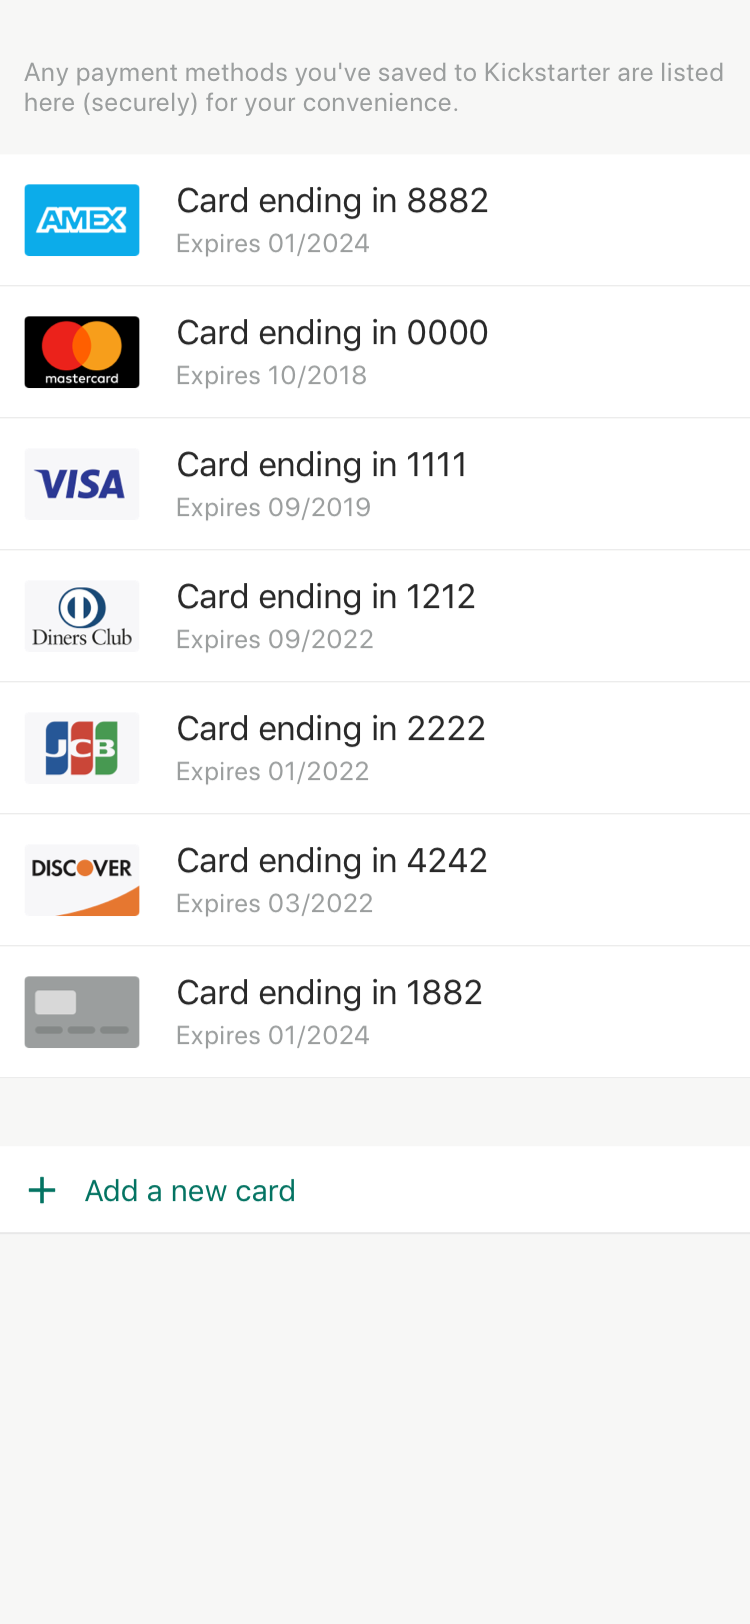 Any payment methods you've saved to Kickstarter are listed
here (securely) for your convenience.
AMEX
Card ending in 8882
Expires 01/2024
mastercard
Card ending in 0000
Expires 10/2018
VISA
Card ending in 1111
Expires 09/2019
Diners Club
Card ending in 1212
Expires 09/2022
JCB
Card ending in 2222
Expires 01/2022
DISCOVER
Card ending in 4242
Expires 03/2022
Card ending in 1882
Expires 01/2024
+ Add a new card